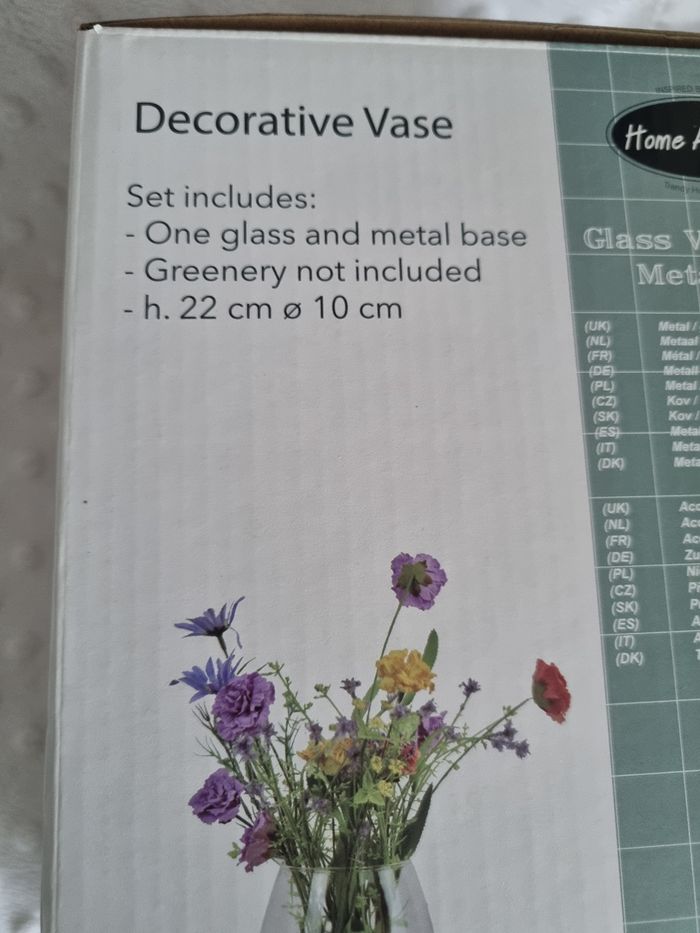 Decorative Vase
Set includes:
- One glass and metal base
- Greenery not included
- h. 22 cm ø 10 cm
INSPIRED
Home
Glass
(UK) Metal /
(NL) Metaal
(FR) Métal /
(DE) Metall
(PL) Metal
(CZ) Kov /
(SK) Kov /
(ES) Metal
(IT)
(DK)
(UK)
(NL)
(FR)
(DE)
(PL)
(CZ)
(SK)
(ES)
(IT)
(DK)